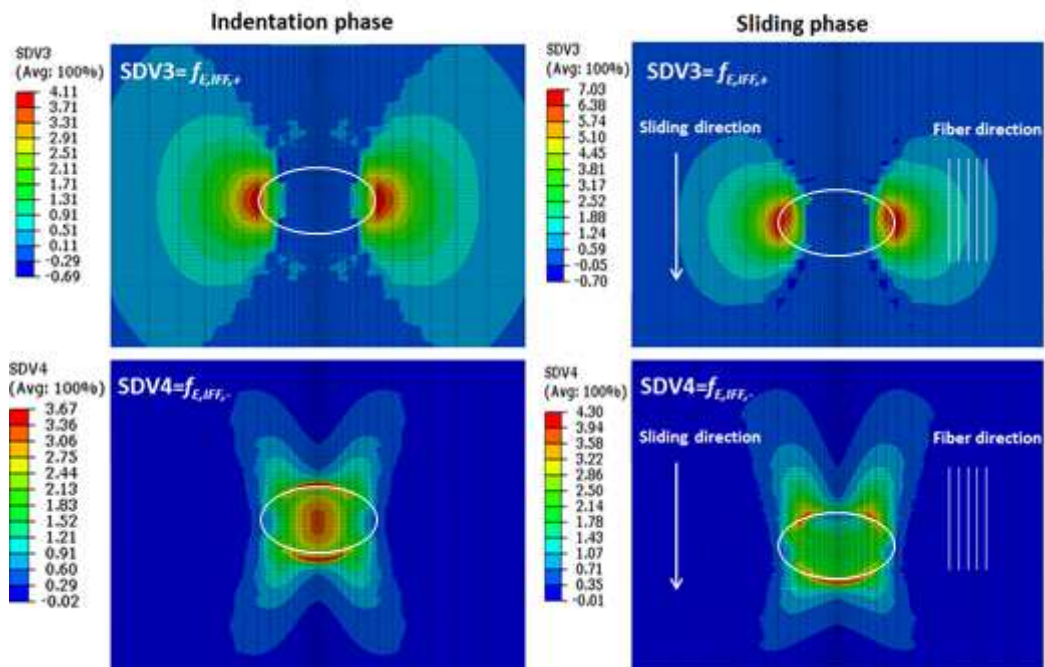 Indentation phase
Sliding phase
SDV3
(Avg: 100%)
4.11
3.71
3.31
2.91
2.51
2.11
1.71
1.31
0.91
0.51
0.11
-0.29
-0.69
SDV3= fE,IFF,+
SDV3
(Avg: 100%)
7.03
6.38
5.74
5.10
4.45
3.81
3.17
2.52
1.88
1.24
0.59
-0.05
-0.70
SDV3= fE,IFF,+
Sliding direction
Fiber direction
SDV4
(Avg: 100%)
3.67
3.36
3.06
2.75
2.44
2.13
1.83
1.52
1.21
0.91
0.60
0.29
-0.02
SDV4=fE,IFF,-
SDV4
(Avg: 100%)
4.30
3.94
3.58
3.22
2.86
2.50
2.14
1.78
1.43
1.07
0.71
0.35
-0.01
SDV4=fE,IFF,-
Sliding direction
Fiber direction